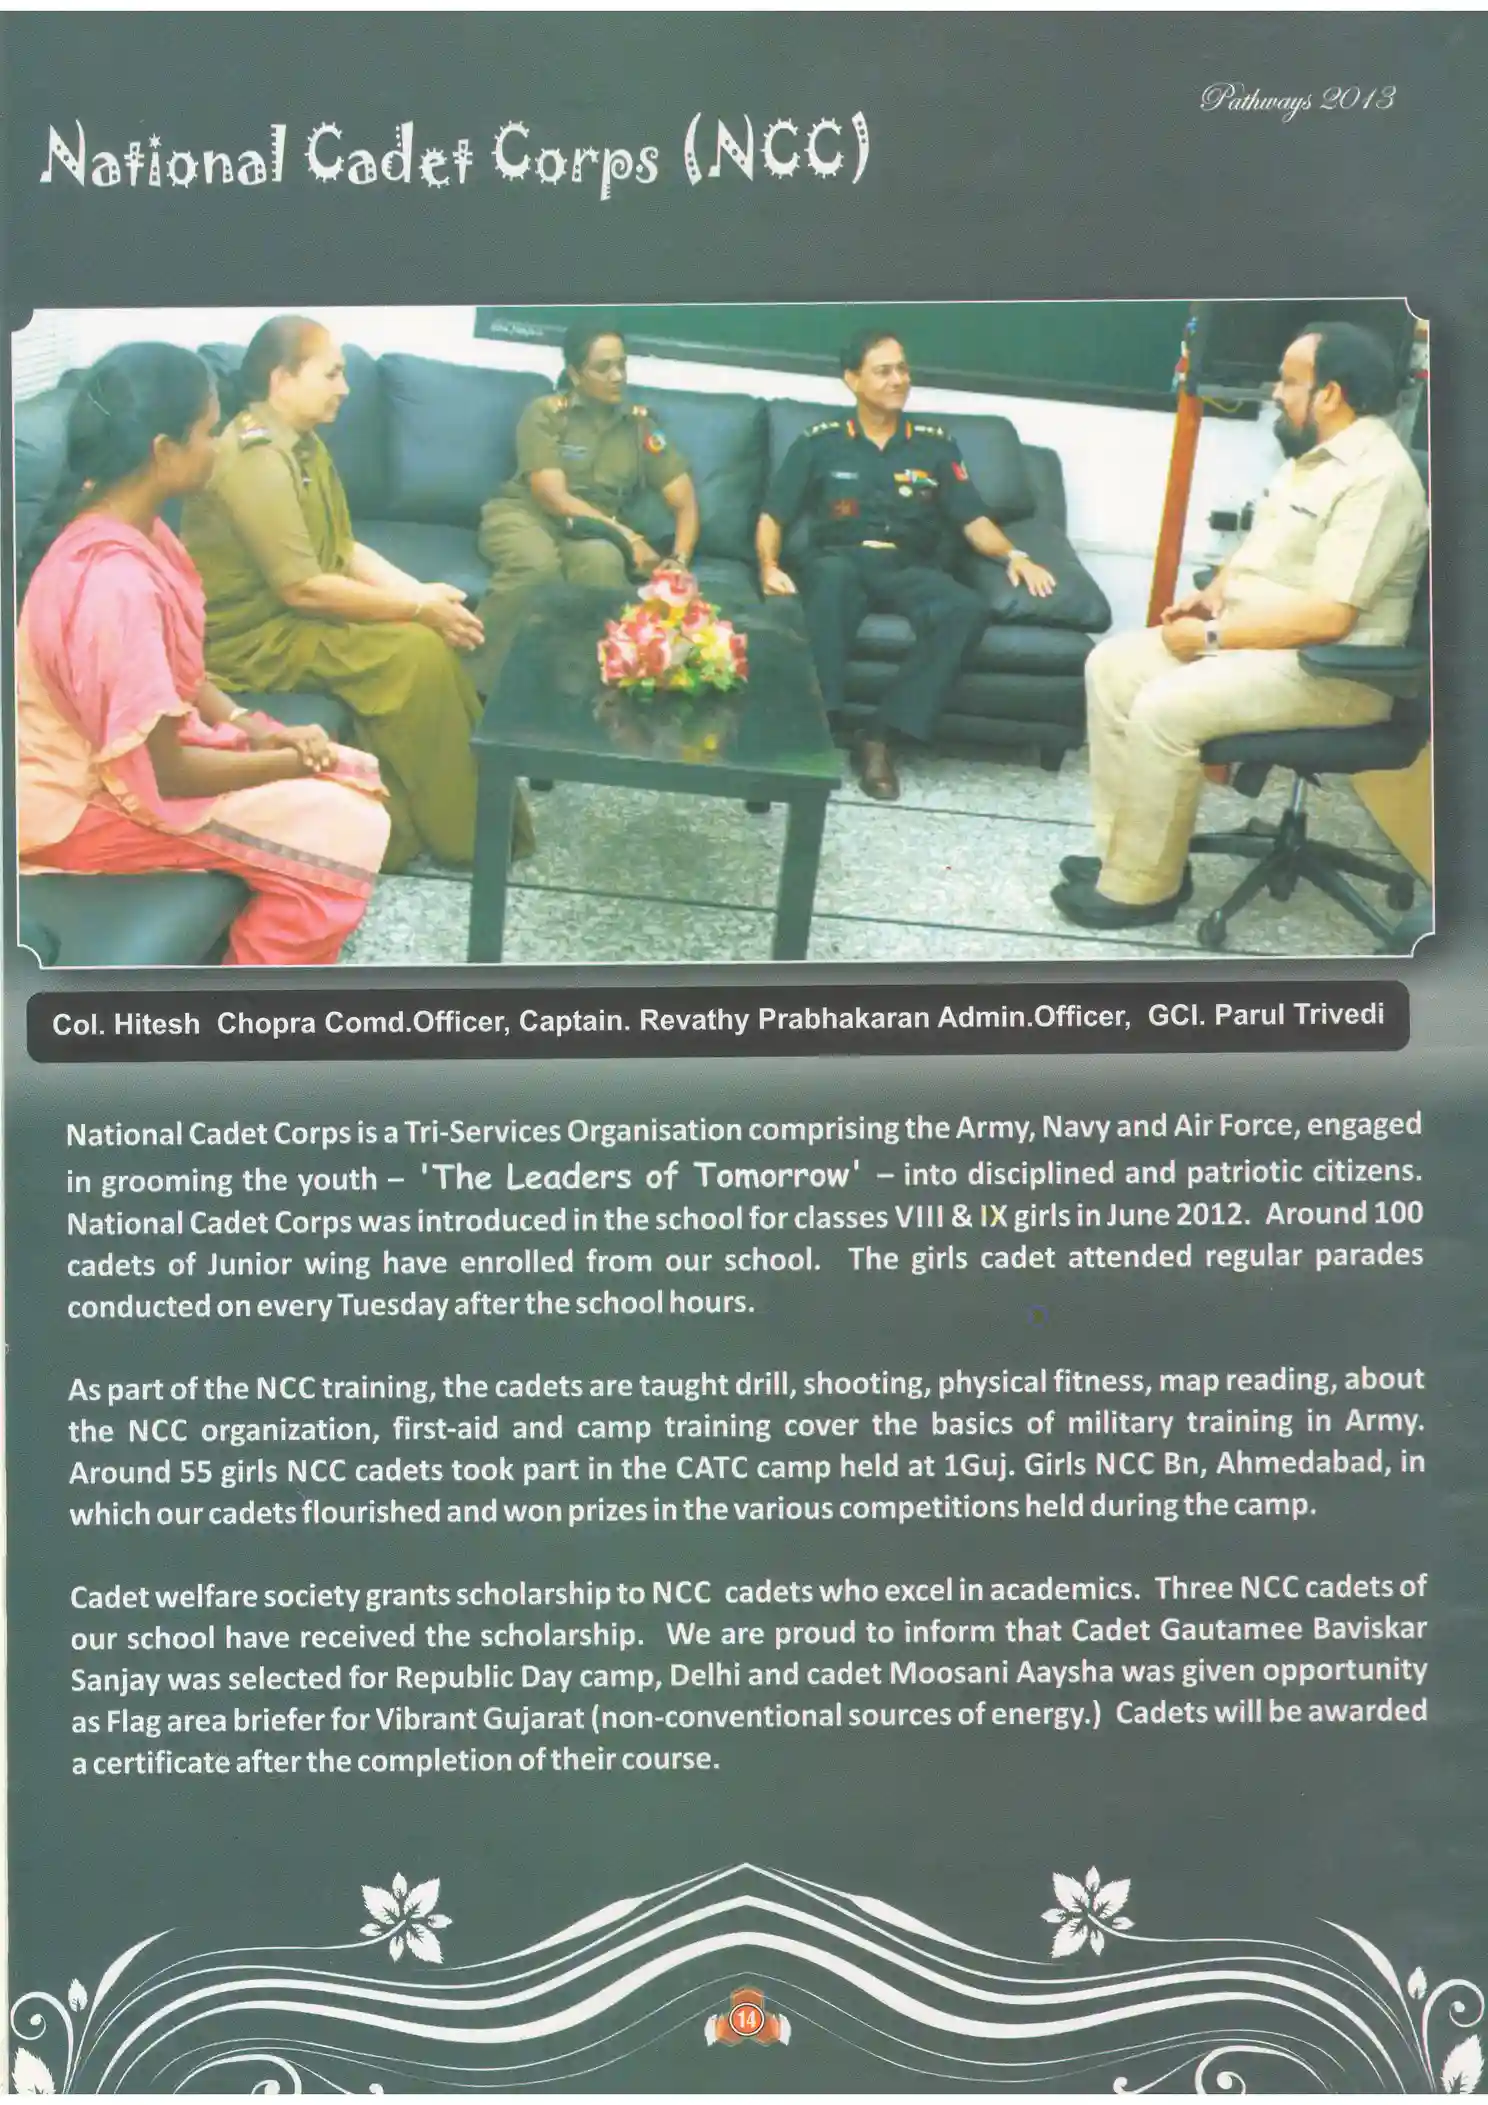 Pathways 2013
National Cadet Corps (NCC)
Col. Hitesh  Chopra Comd.Officer, Captain. Revathy Prabhakaran Admin.Officer,  GCI. Parul Trivedi
National Cadet Corps is a Tri-Services Organisation comprising the Army, Navy and Air Force, engaged
in grooming the youth – 'The Leaders of Tomorrow' – into disciplined and patriotic citizens.
National Cadet Corps was introduced in the school for classes VIII & IX girls in June 2012.  Around 100
cadets of Junior wing have enrolled from our school.  The girls cadet attended regular parades
conducted on every Tuesday after the school hours.
As part of the NCC training, the cadets are taught drill, shooting, physical fitness, map reading, about
the NCC organization, first-aid and camp training cover the basics of military training in Army.
Around 55 girls NCC cadets took part in the CATC camp held at 1Guj. Girls NCC Bn, Ahmedabad, in
which our cadets flourished and won prizes in the various competitions held during the camp.
Cadet welfare society grants scholarship to NCC  cadets who excel in academics.  Three NCC cadets of
our school have received the scholarship.  We are proud to inform that Cadet Gautamee Baviskar
Sanjay was selected for Republic Day camp, Delhi and cadet Moosani Aaysha was given opportunity
as Flag area briefer for Vibrant Gujarat (non-conventional sources of energy.)  Cadets will be awarded
a certificate after the completion of their course.
14